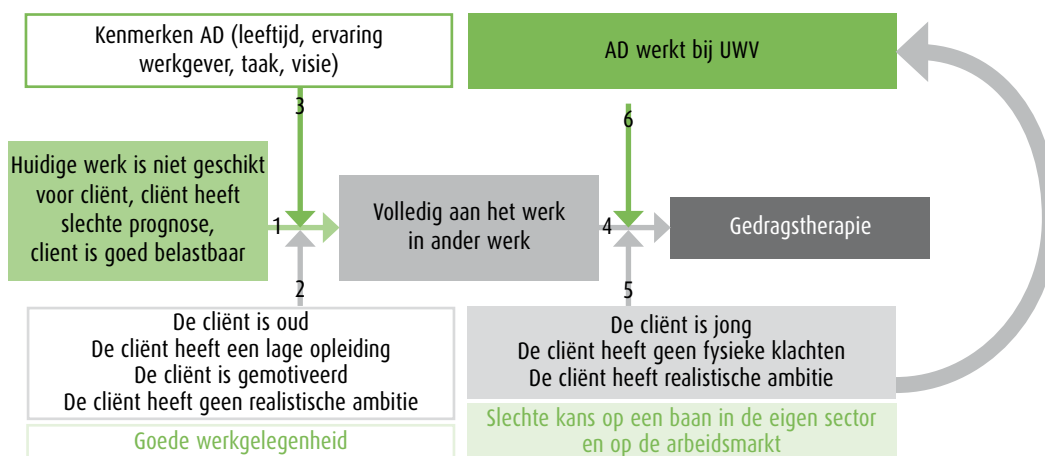 Kenmerken AD (leeftijd, ervaring
werkgever, taak, visie)
AD werkt bij UWV
3
6
Huidige werk is niet geschikt
voor cliënt, cliënt heeft
slechte prognose,
client is goed belastbaar
1
Volledig aan het werk
in ander werk
4
Gedragstherapie
2
5
De cliënt is oud
De cliënt heeft een lage opleiding
De cliënt is gemotiveerd
De cliënt heeft geen realistische ambitie
Goede werkgelegenheid
De cliënt is jong
De cliënt heeft geen fysieke klachten
De cliënt heeft realistische ambitie
Slechte kans op een baan in de eigen sector
en op de arbeidsmarkt